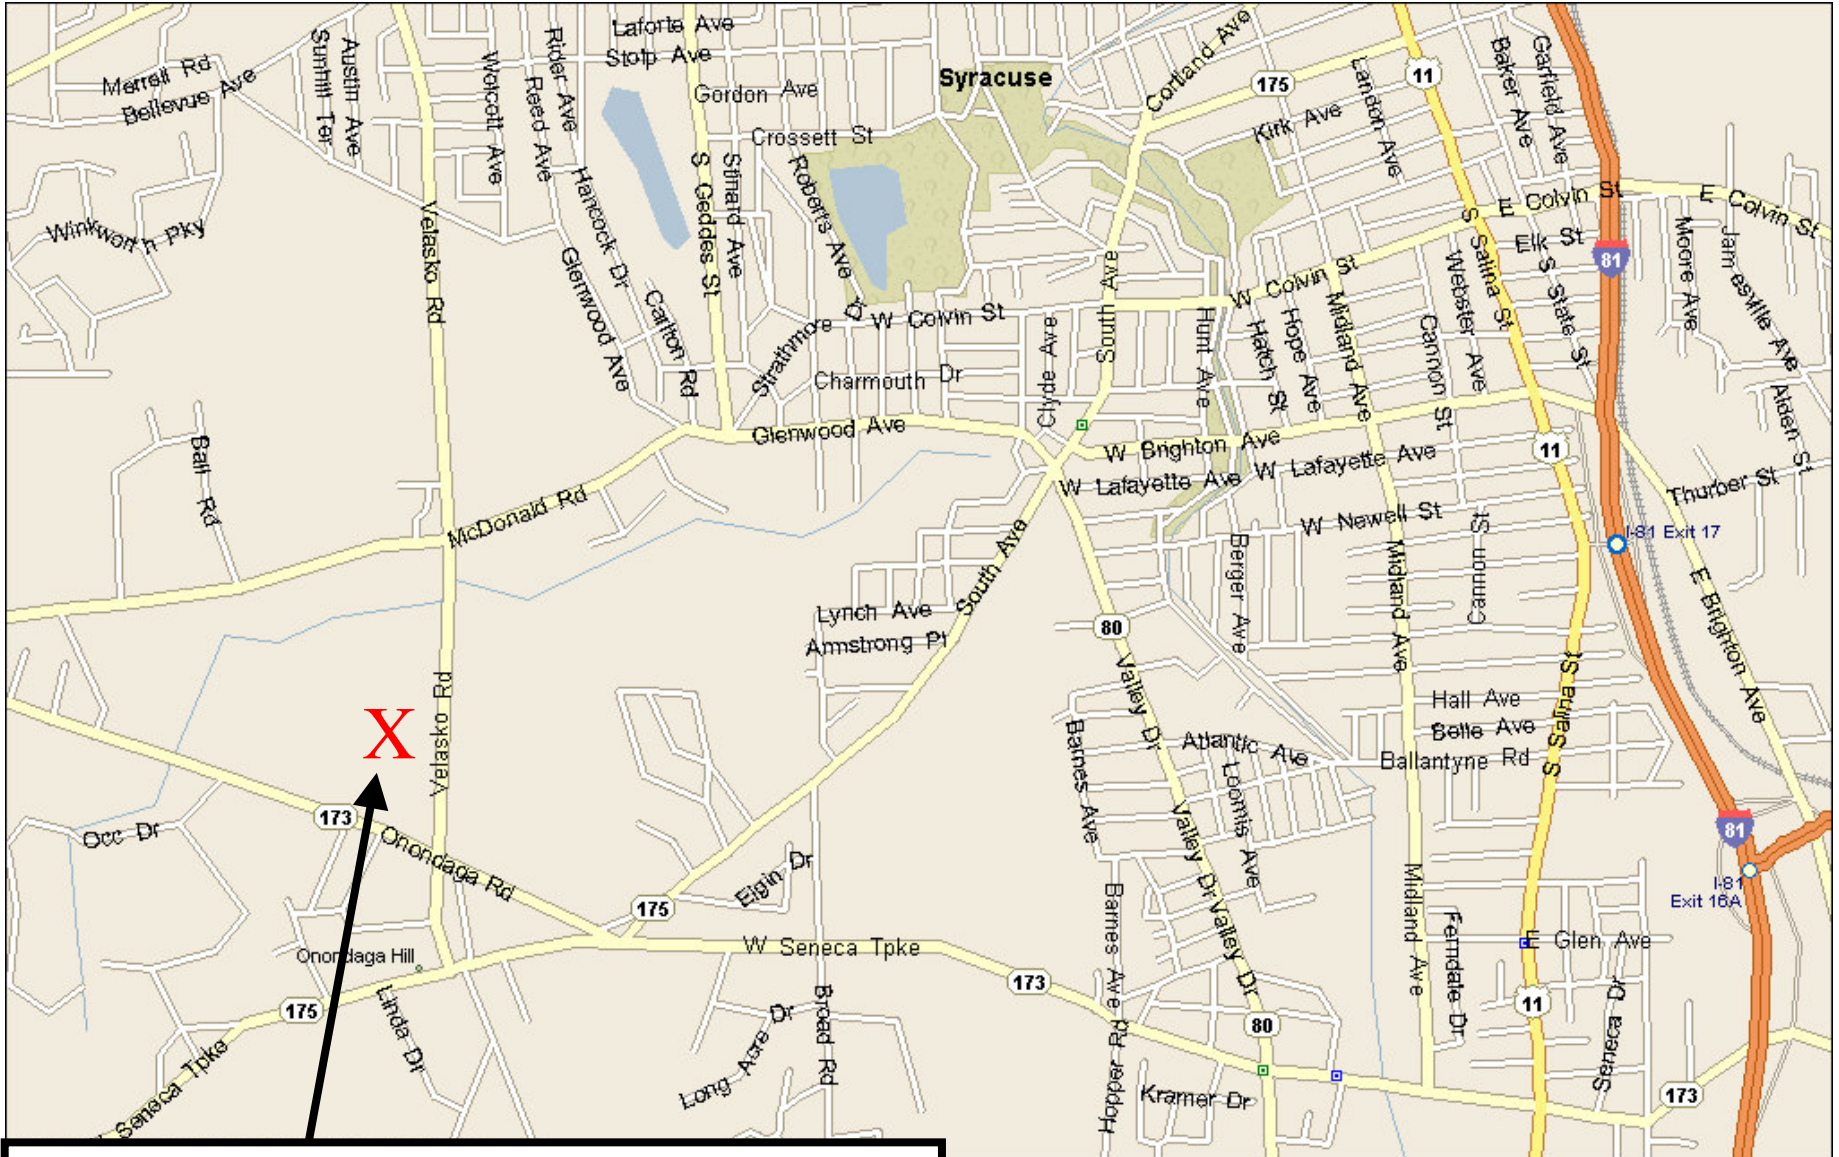 Laforte Ave
Stolp Ave
Merrell Rd
Bellevue Ave
Sunhill Ter
Austin Ave
Wolcott Ave
Rider Ave
Reed Ave
Gordon Ave
Crossett St
Syracuse
Cortland Ave
175
11
Landon Ave
Kirk Ave
Baker Ave
Garfield Ave
Winkworth Pky
Velasko Rd
Hancock Dr
Glenwood Ave
Carlton Rd
S Geddes St
Stinard Ave
Roberts Ave
Strathmore Dr
W Colvin St
South Ave
W Colvin St
E Colvin St
E Colvin St
Elk St
S Salina St
S State St
81
Moore Ave
Jamesville Ave
Webster Ave
Midland Ave
Cannon St
Hope Ave
Hatch St
Hunt Ave
Clyde Ave
Charmouth Dr
Glenwood Ave
W Brighton Ave
W Lafayette Ave
W Lafayette Ave
11
Alden St
Thurber St
Ball Rd
McDonald Rd
W Newell St
Cannon St
I-81 Exit 17
South Ave
Berger Ave
Midland Ave
E Brighton Ave
Lynch Ave
Armstrong Pl
80
Valley Dr
Velasko Rd
X
Hall Ave
Belle Ave
Ballantyne Rd
S Salina St
Atlantic Ave
Loomis Ave
Barnes Ave
173
Occ Dr
Onondaga Rd
Valley Dr
81
I-81
Exit 16A
Elgin Dr
175
Barnes Ave
Valley Dr
Midland Ave
Ferndale Dr
E Glen Ave
Onondaga Hill
W Seneca Tpke
173
175
Linda Dr
Broad Rd
Long Acre Dr
80
11
Seneca Dr
Seneca Tpke
Hopper Rd
Kramer Dr
173